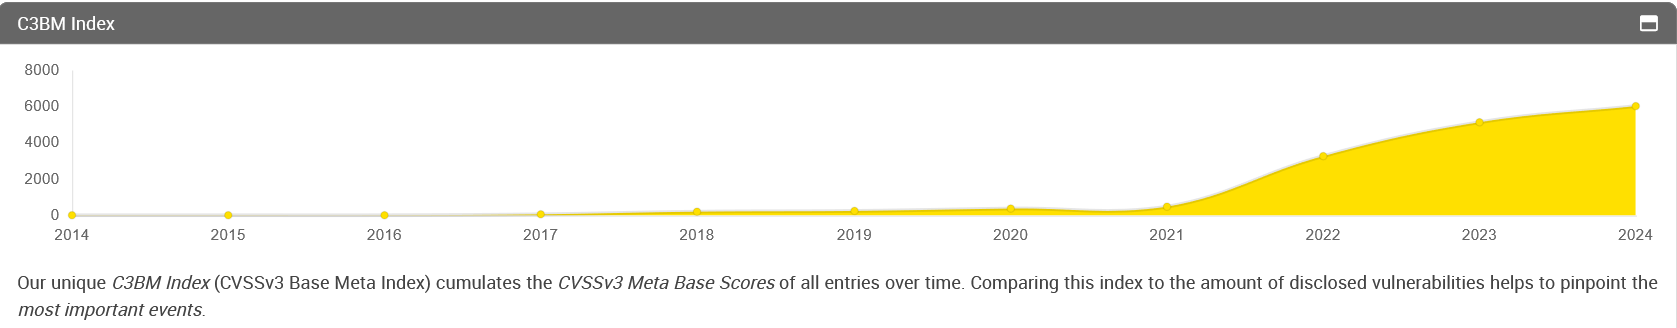 C3BM Index
8000
6000
4000
2000
0
2014 2015 2016 2017 2018 2019 2020 2021 2022 2023 2024
Our unique C3BM Index (CVSSv3 Base Meta Index) cumulates the CVSSv3 Meta Base Scores of all entries over time. Comparing this index to the amount of disclosed vulnerabilities helps to pinpoint the
most important events.